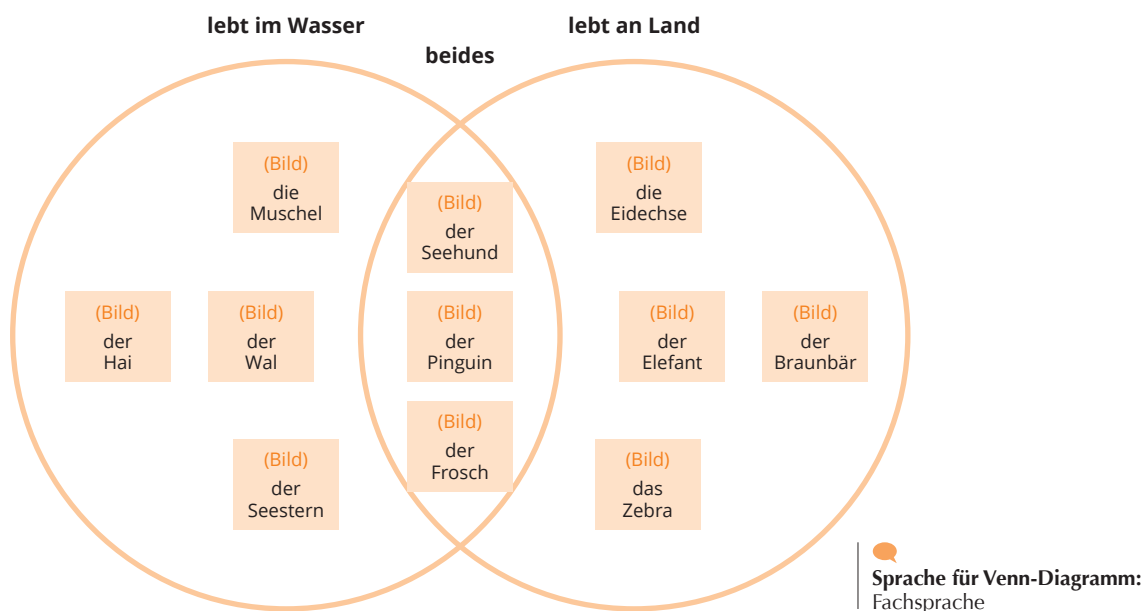 lebt im Wasser
beides
lebt an Land
(Bild)
die
Muschel
(Bild)
der
Hai
(Bild)
der
Wal
(Bild)
der
Seestern
(Bild)
der
Seehund
(Bild)
der
Pinguin
(Bild)
der
Frosch
(Bild)
die
Eidechse
(Bild)
der
Elefant
(Bild)
der
Braunbär
(Bild)
das
Zebra
Sprache für Venn-Diagramm:
Fachsprache